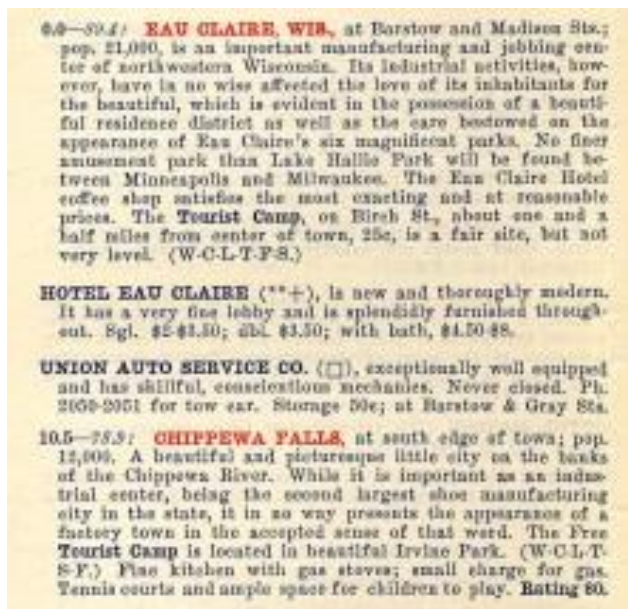 0.0—89.4: EAU CLAIRE, WIS., at Barstow and Madison Sts.;
pop. 21,000, is an important manufacturing and jobbing cen-
ter of northwestern Wisconsin. Its industrial activities, how-
ever, have in no wise affected the love of its inhabitants for
the beautiful, which is evident in the possession of a beauti-
ful residence district as well as the care bestowed on the
appearance of Eau Claire's six magnificent parks. No finer
amusement park than Lake Hallie Park will be found be-
tween Minneapolis and Milwaukee. The Eau Claire Hotel
coffee shop satisfies the most exacting and at reasonable
prices. The Tourist Camp, on Birch St., about one and a
half miles from center of town, 25c, is a fair site, but not
very level. (W-C-L-T-F-S.)
HOTEL EAU CLAIRE (**+), is new and thoroughly modern.
It has a very fine lobby and is splendidly furnished through-
out. Sgl. $2-$3.50; dbl. $3.50; with bath, $4.50-$8.
UNION AUTO SERVICE CO. (□), exceptionally well equipped
and has skillful, conscientious mechanics. Never closed. Ph.
2050-2051 for tow car. Storage 50c; at Barstow & Gray Sts.
10.5—78.9: CHIPPEWA FALLS, at south edge of town; pop.
12,000. A beautiful and picturesque little city on the banks
of the Chippewa River. While it is important as an indus-
trial center, being the second largest shoe manufacturing
city in the state, it in no way presents the appearance of a
factory town in the accepted sense of that word. The Free
Tourist Camp is located in beautiful Irvine Park. (W-C-L-T-
S-F.) Fine kitchen with gas stoves; small charge for gas.
Tennis courts and ample space for children to play. Rating 80.